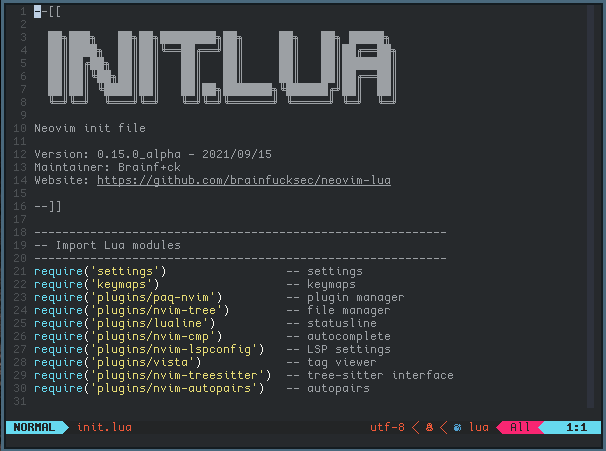 1 --[[
2
3 INIT.LUA
4
5
6
7
8
9
10 Neovim init file
11
12 Version: 0.15.0_alpha - 2021/09/15
13 Maintainer: Brainf+ck
14 Website: https://github.com/brainfucksec/neovim-lua
15
16 --]]
17
18 -----------------------------------------------------------
19 -- Import Lua modules
20 -----------------------------------------------------------
21 require('settings') -- settings
22 require('keymaps') -- keymaps
23 require('plugins/paq-nvim') -- plugin manager
24 require('plugins/nvim-tree') -- file manager
25 require('plugins/lualine') -- statusline
26 require('plugins/nvim-cmp') -- autocomplete
27 require('plugins/nvim-lspconfig') -- LSP settings
28 require('plugins/vista') -- tag viewer
29 require('plugins/nvim-treesitter') -- tree-sitter interface
30 require('plugins/nvim-autopairs') -- autopairs
31
NORMAL init.lua utf-8 lua All 1:1